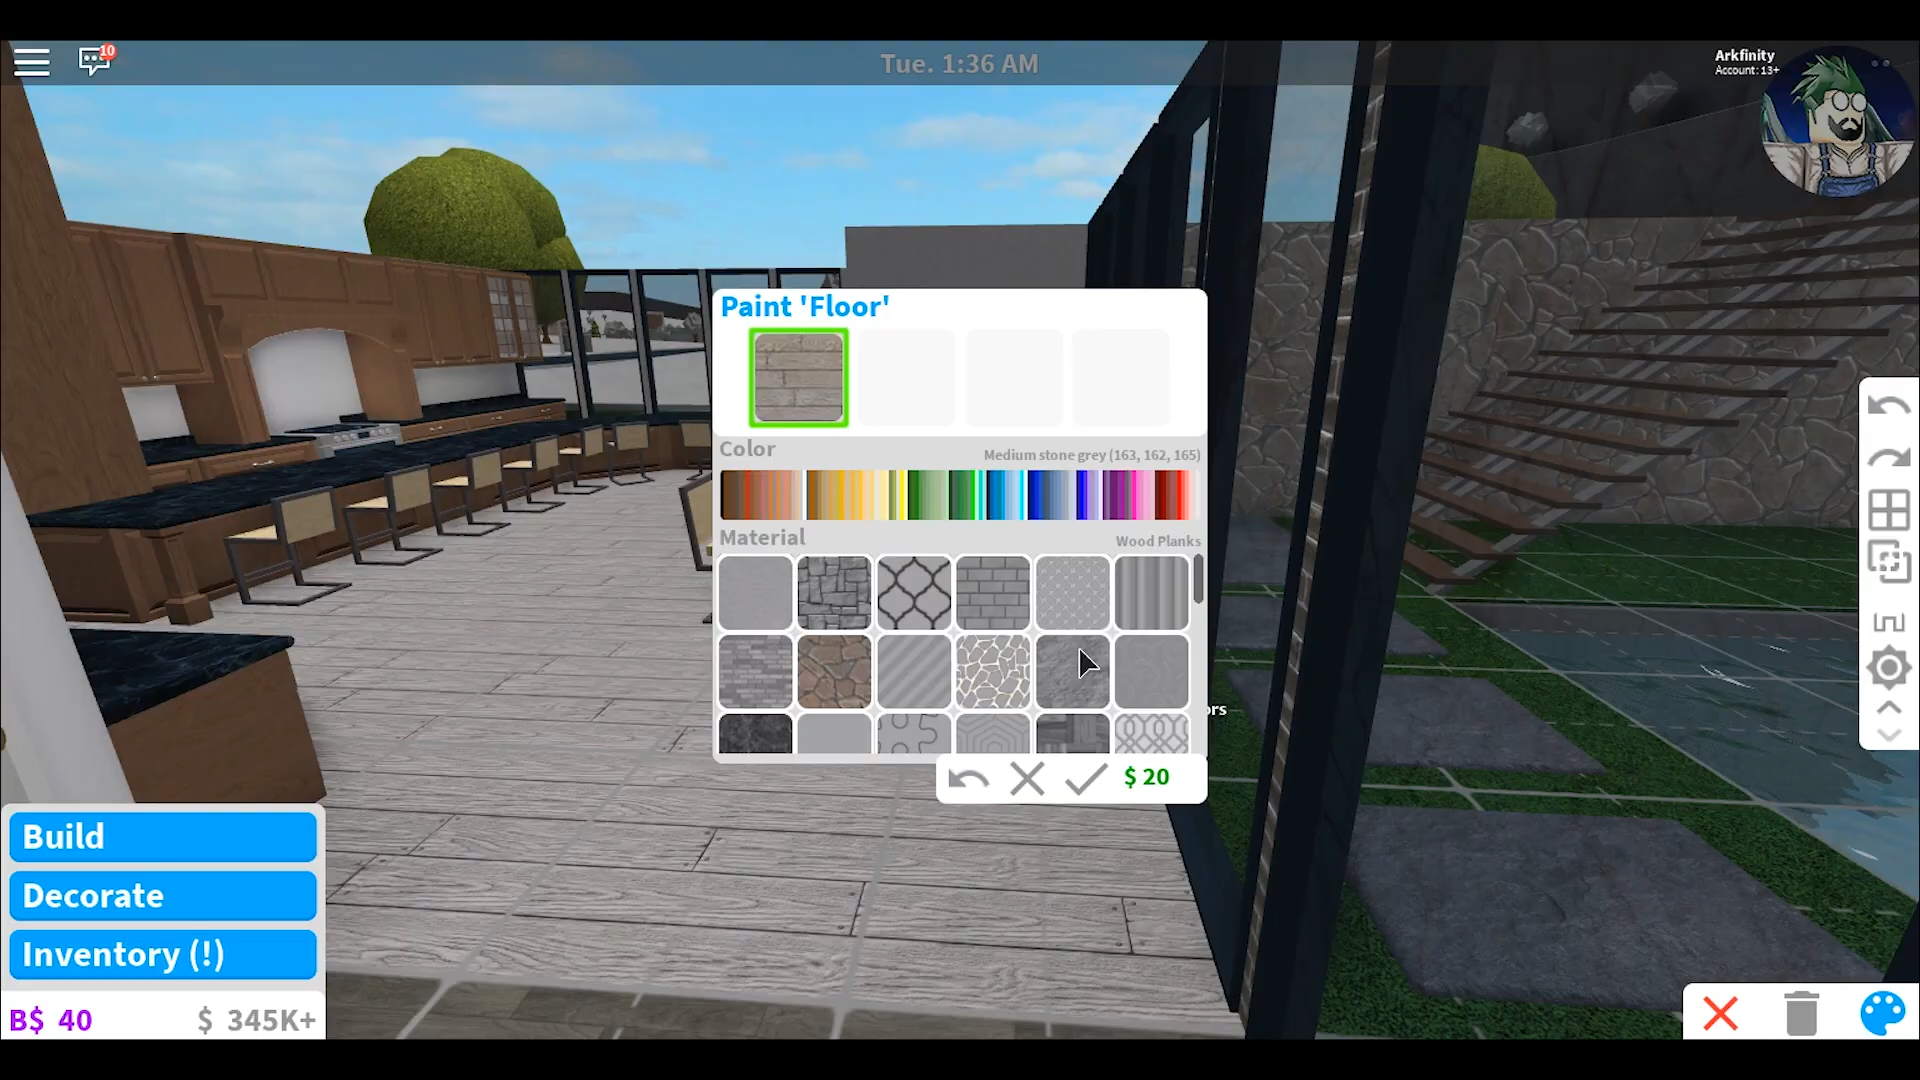 10
Tue. 1:36 AM
Arkfinity
Account: 13+
Paint 'Floor'
Color
Medium stone grey (163, 162, 165)
Material
Wood Planks
ors
$ 20
Build
Decorate
Inventory (!)
B$ 40
$ 345K+